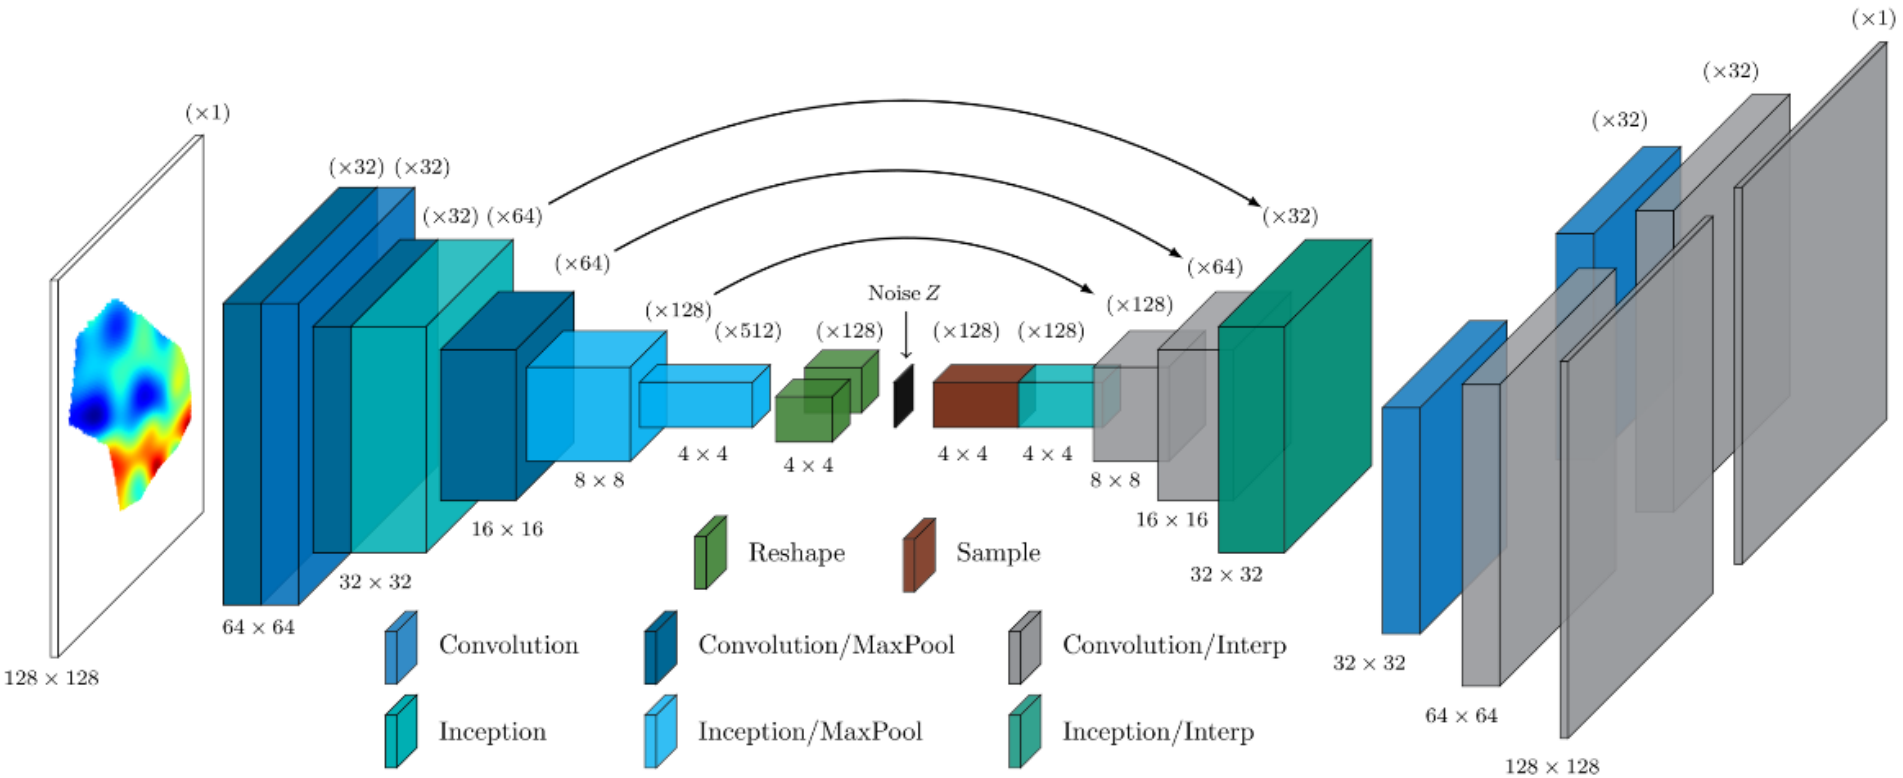 (×1)
(×32) (×32)
(×32) (×64)
(×64)
(×128)
(×512)
(×128)
Noise Z
(×128) (×128)
(×128)
(×64)
(×32)
(×32)
(×32)
(×1)
128 × 128
64 × 64
32 × 32
16 × 16
8 × 8
4 × 4
4 × 4
4 × 4
4 × 4
8 × 8
16 × 16
32 × 32
32 × 32
64 × 64
128 × 128
Reshape
Sample
Convolution
Convolution/MaxPool
Convolution/Interp
Inception
Inception/MaxPool
Inception/Interp